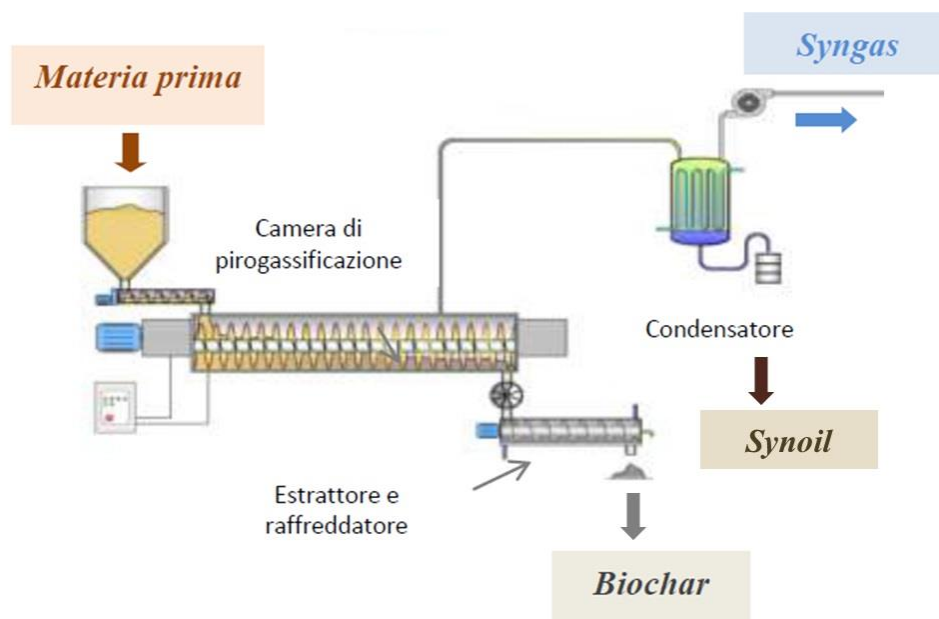 Syngas
Materia prima
Camera di
pirogassificazione
Condensatore
Synoil
Estrattore e
raffreddatore
Biochar